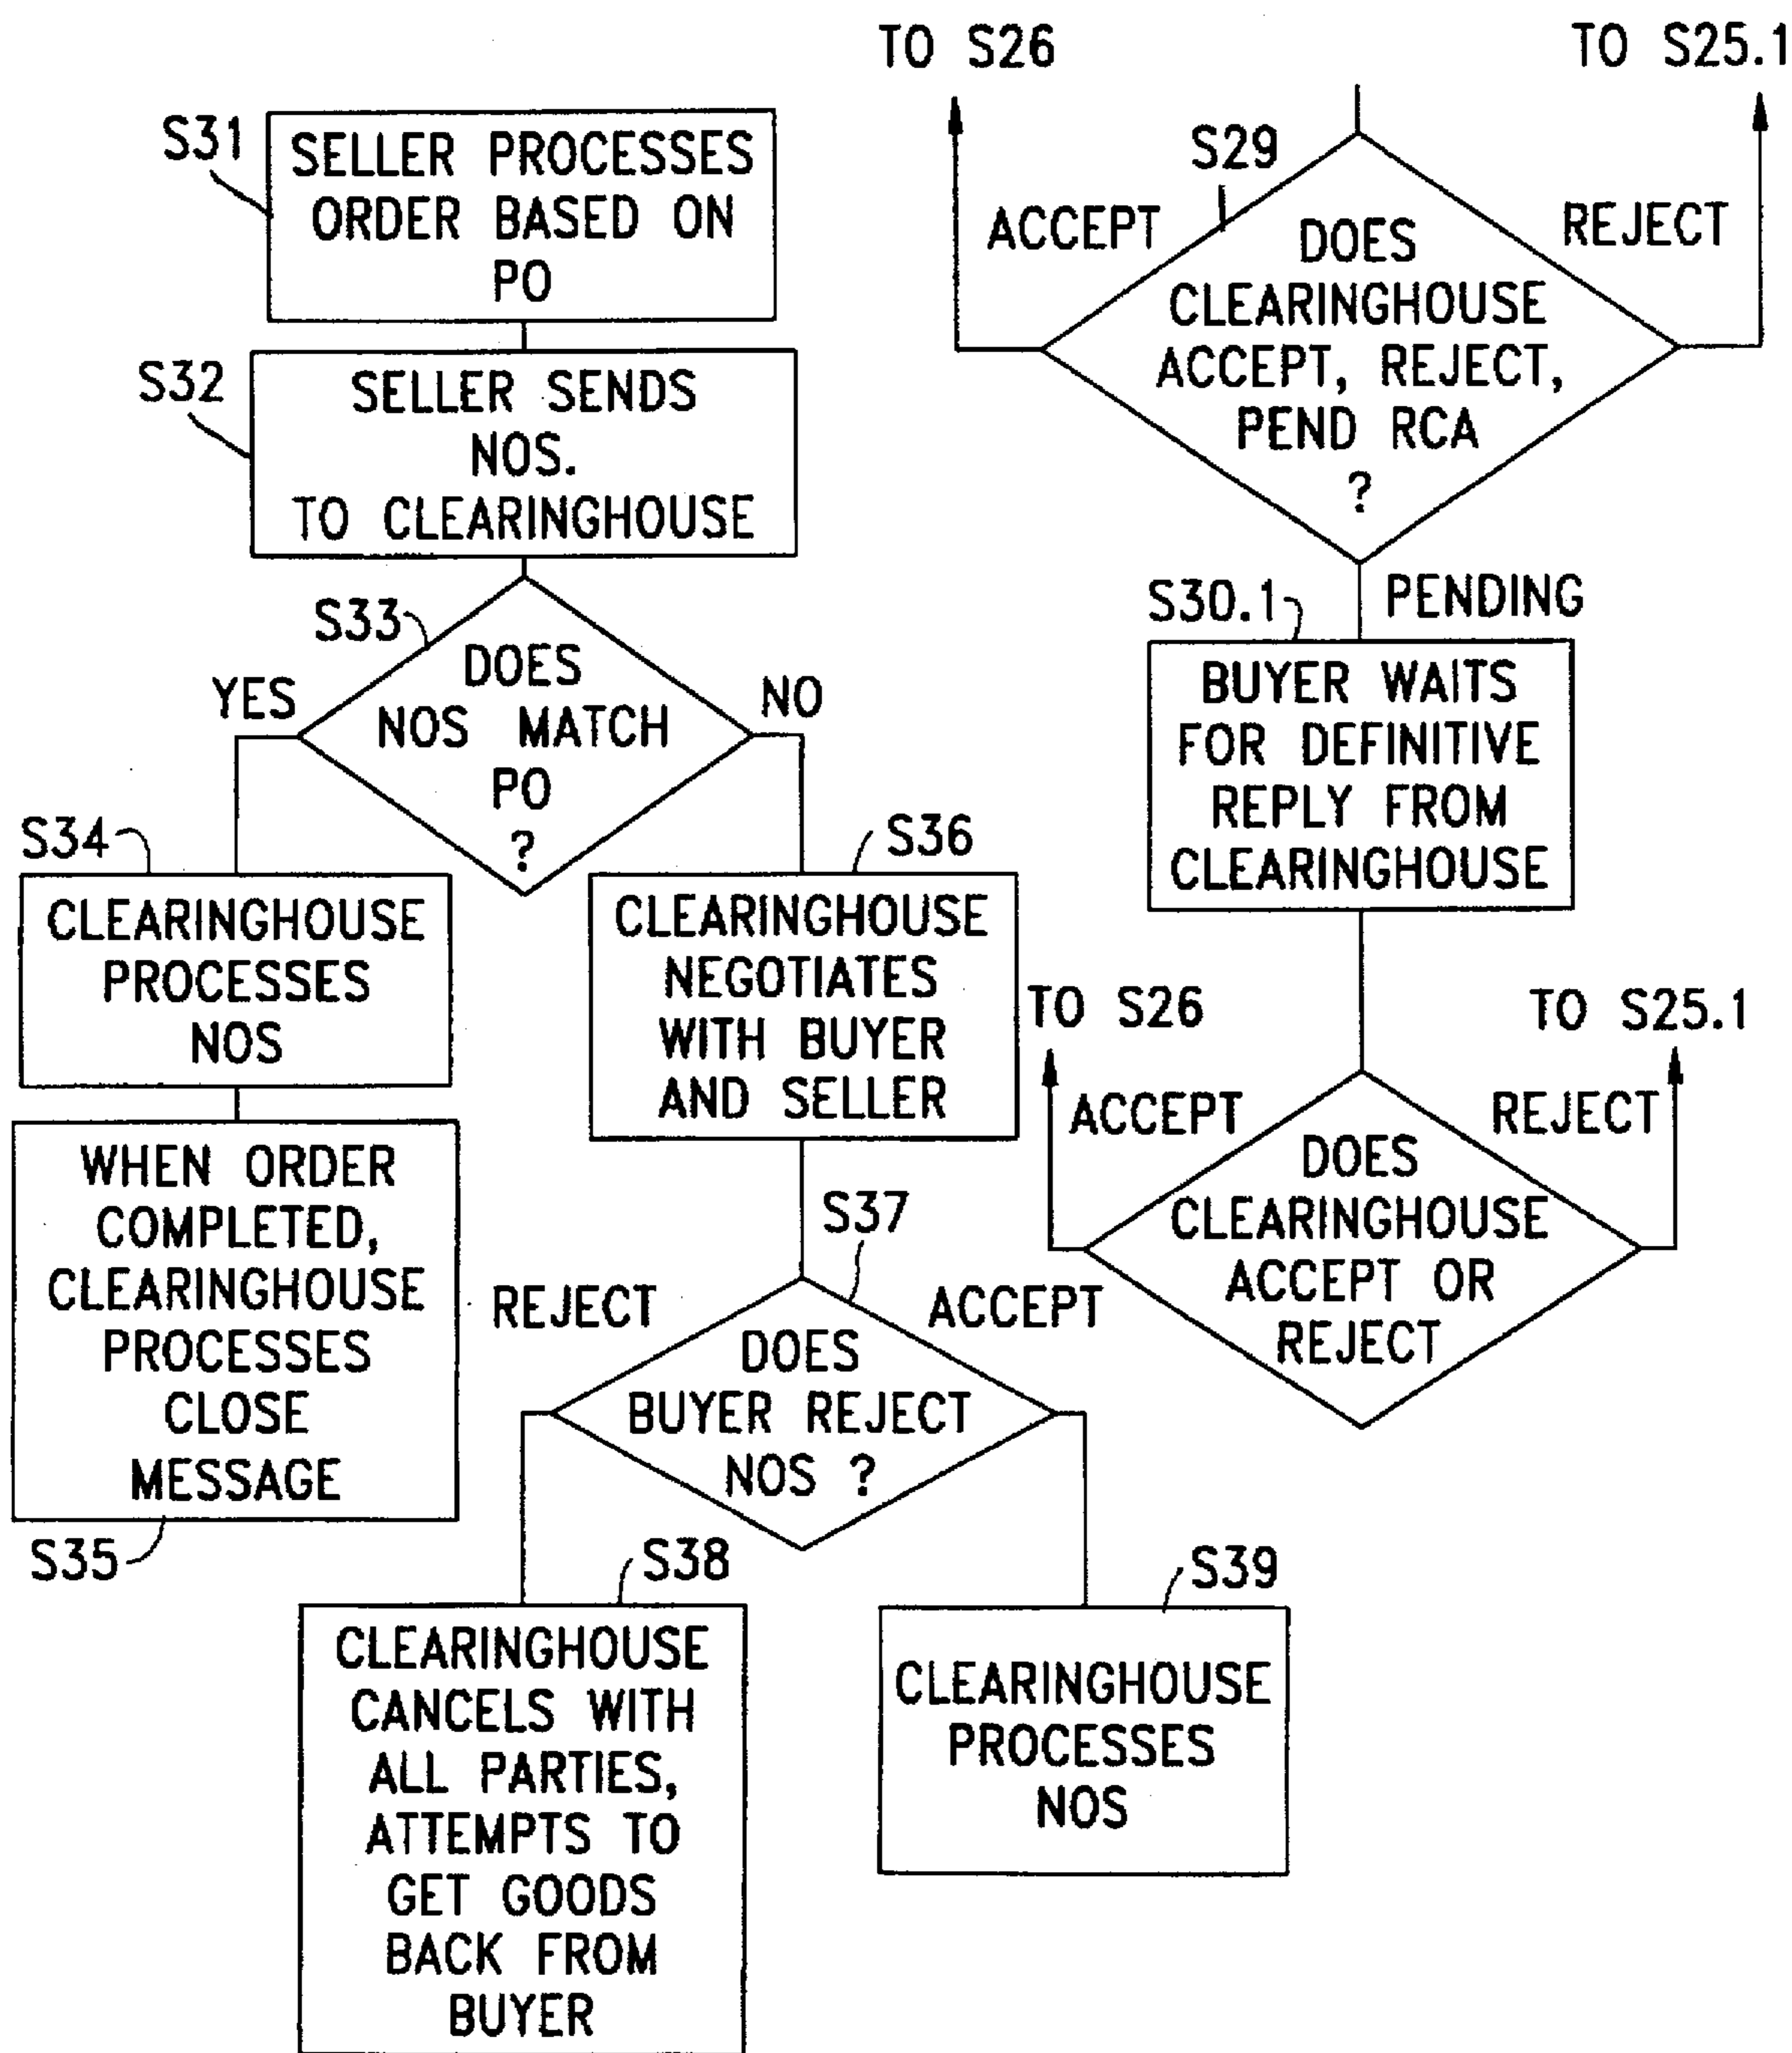 S31
SELLER PROCESSES
ORDER BASED ON
PO
S32
SELLER SENDS
NOS.
TO CLEARINGHOUSE
S33
DOES
NOS MATCH
PO
?
YES
NO
S34
CLEARINGHOUSE
PROCESSES
NOS
WHEN ORDER
COMPLETED,
CLEARINGHOUSE
PROCESSES
CLOSE
MESSAGE
S35
S36
CLEARINGHOUSE
NEGOTIATES
WITH BUYER
AND SELLER
S37
REJECT
ACCEPT
DOES
BUYER REJECT
NOS ?
S38
CLEARINGHOUSE
CANCELS WITH
ALL PARTIES,
ATTEMPTS TO
GET GOODS
BACK FROM
BUYER
S39
CLEARINGHOUSE
PROCESSES
NOS
TO S26
TO S25.1
S29
ACCEPT
REJECT
DOES
CLEARINGHOUSE
ACCEPT, REJECT,
PEND RCA
?
S30.1
PENDING
BUYER WAITS
FOR DEFINITIVE
REPLY FROM
CLEARINGHOUSE
TO S26
TO S25.1
ACCEPT
REJECT
DOES
CLEARINGHOUSE
ACCEPT OR
REJECT